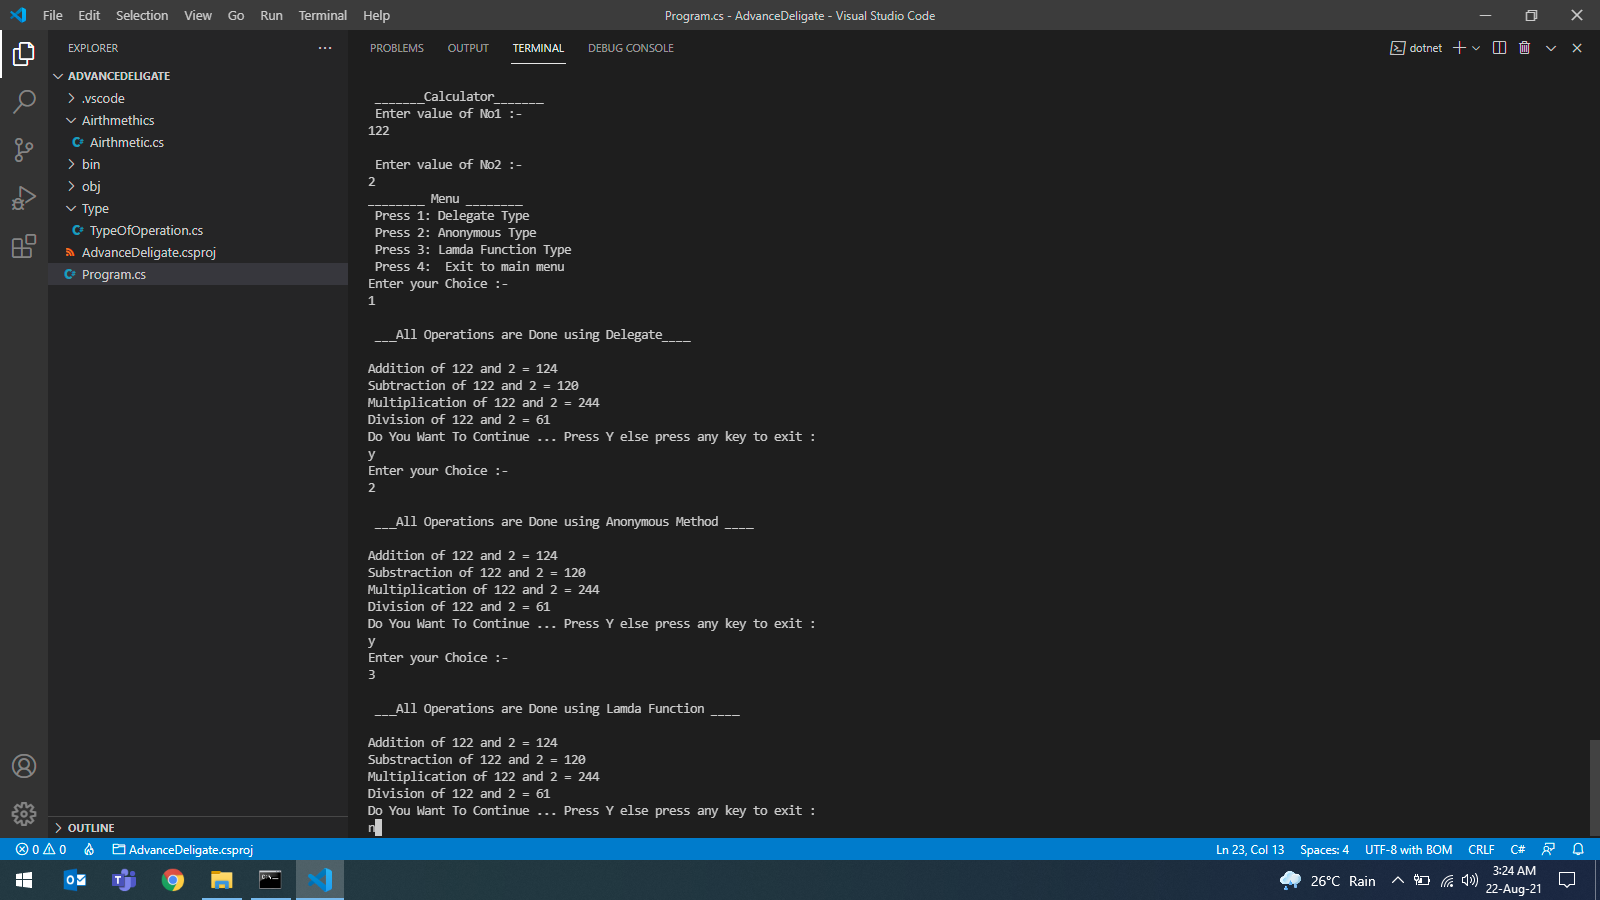 File Edit Selection View Go Run Terminal Help
Program.cs - AdvanceDeligate - Visual Studio Code
EXPLORER
ADVANCEDELIGATE
.vscode
Airthmethics
C# Airthmetic.cs
bin
obj
Type
C# TypeOfOperation.cs
AdvanceDeligate.csproj
C# Program.cs
OUTLINE
PROBLEMS OUTPUT TERMINAL DEBUG CONSOLE
dotnet
_______Calculator_______
Enter value of No1 :-
122
Enter value of No2 :-
2
________ Menu ________
Press 1: Delegate Type
Press 2: Anonymous Type
Press 3: Lamda Function Type
Press 4:  Exit to main menu
Enter your Choice :-
1
___All Operations are Done using Delegate____
Addition of 122 and 2 = 124
Subtraction of 122 and 2 = 120
Multiplication of 122 and 2 = 244
Division of 122 and 2 = 61
Do You Want To Continue ... Press Y else press any key to exit :
y
Enter your Choice :-
2
___All Operations are Done using Anonymous Method ____
Addition of 122 and 2 = 124
Substraction of 122 and 2 = 120
Multiplication of 122 and 2 = 244
Division of 122 and 2 = 61
Do You Want To Continue ... Press Y else press any key to exit :
y
Enter your Choice :-
3
___All Operations are Done using Lamda Function ____
Addition of 122 and 2 = 124
Substraction of 122 and 2 = 120
Multiplication of 122 and 2 = 244
Division of 122 and 2 = 61
Do You Want To Continue ... Press Y else press any key to exit :
n
0 0 AdvanceDeligate.csproj
Ln 23, Col 13 Spaces: 4 UTF-8 with BOM CRLF C#
26°C Rain
3:24 AM
22-Aug-21